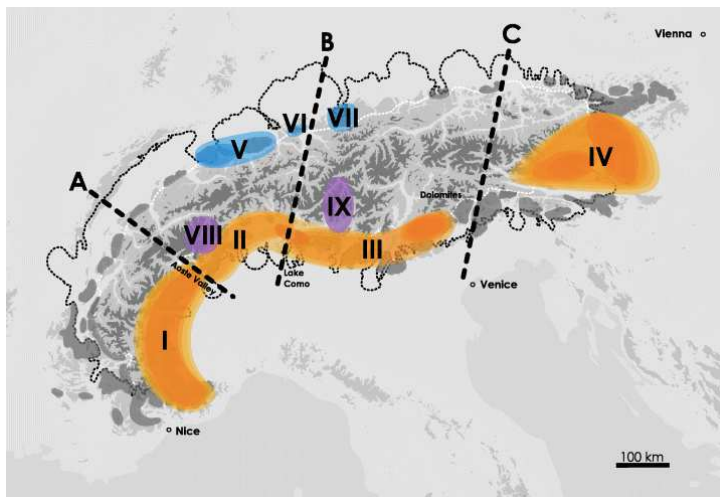 Vienna
B
C
VI
VII
V
IV
A
IX
Dolomites
VIII
II
III
Aosta Valley
Lake
Como
Venice
I
Nice
100 km